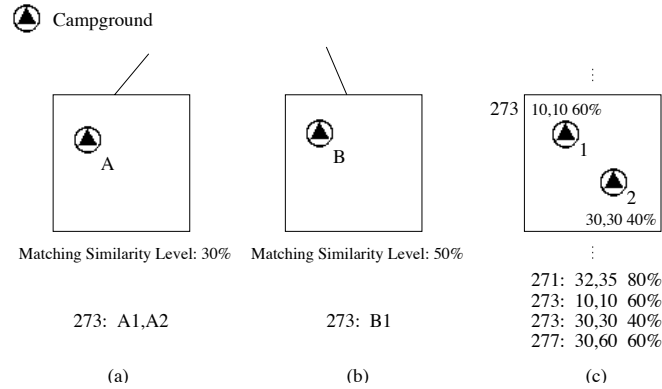 Campground
A
B
273
10,10 60%
1
2
30,30 40%
Matching Similarity Level: 30%
Matching Similarity Level: 50%
271: 32,35 80%
273: 10,10 60%
273: 30,30 40%
277: 30,60 60%
273: A1,A2
273: B1
(a)
(b)
(c)